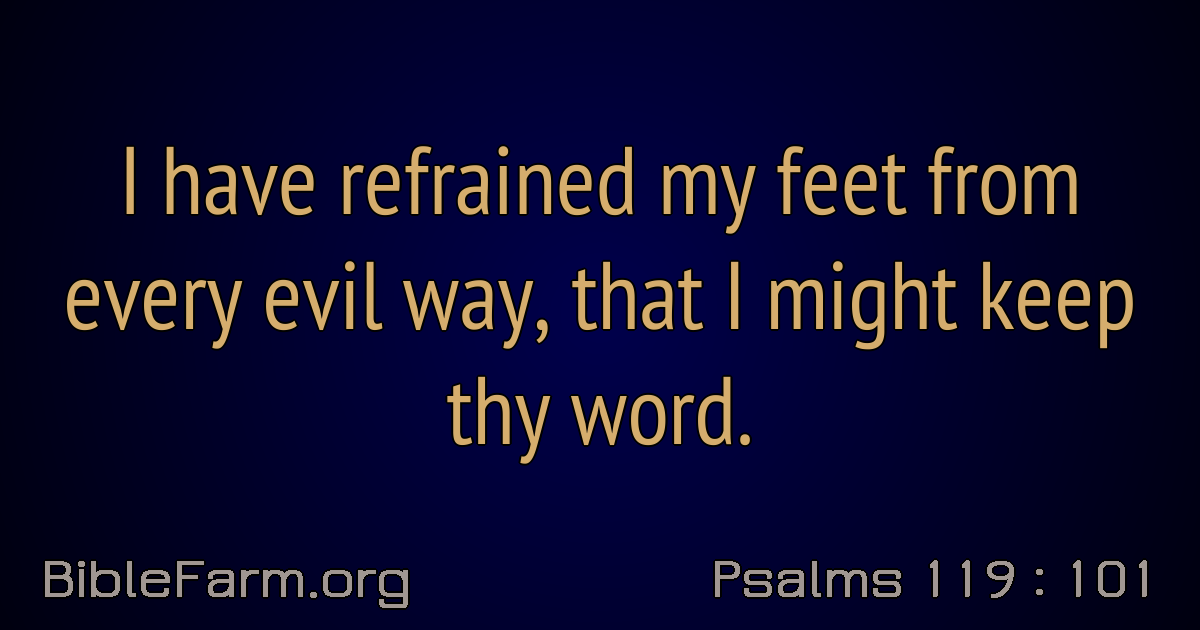 I have refrained my feet from
every evil way, that I might keep
thy word.
BibleFarm.org
Psalms 119 : 101